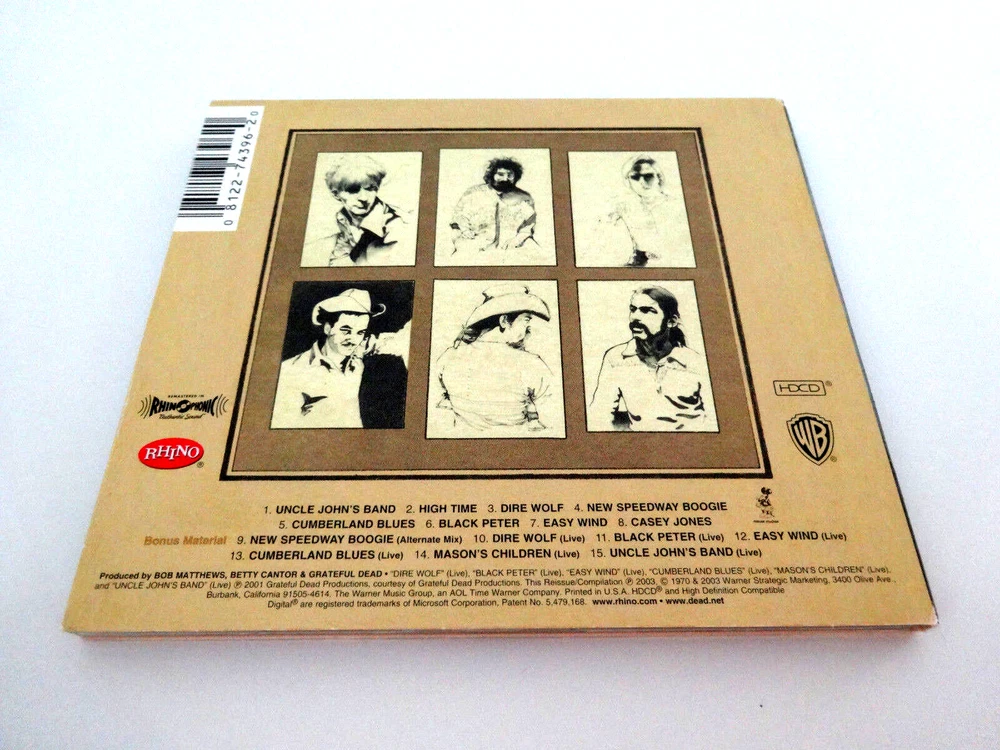 0 81227-4396-2 0
REMASTERED IN
RHINOPHONIC
Authentic Sound
RHINO®
HDCD®
WB®
1. UNCLE JOHN'S BAND 2. HIGH TIME 3. DIRE WOLF 4. NEW SPEEDWAY BOOGIE
5. CUMBERLAND BLUES 6. BLACK PETER 7. EASY WIND 8. CASEY JONES
Bonus Material 9. NEW SPEEDWAY BOOGIE (Alternate Mix) 10. DIRE WOLF (Live) 11. BLACK PETER (Live) 12. EASY WIND (Live)
13. CUMBERLAND BLUES (Live) 14. MASON'S CHILDREN (Live) 15. UNCLE JOHN'S BAND (Live)
Produced by BOB MATTHEWS, BETTY CANTOR & GRATEFUL DEAD • "DIRE WOLF" (Live), "BLACK PETER" (Live), "EASY WIND" (Live), "CUMBERLAND BLUES" (Live), "MASON'S CHILDREN" (Live),
and "UNCLE JOHN'S BAND" (Live) ℗ 2001 Grateful Dead Productions, courtesy of Grateful Dead Productions. This Reissue/Compilation ℗ 2003, © 1970 & 2003 Warner Strategic Marketing, 3400 Olive Ave.,
Burbank, California 91505-4614. The Warner Music Group, an AOL Time Warner Company. Printed in U.S.A. HDCD® and High Definition Compatible
Digital® are registered trademarks of Microsoft Corporation, Patent No. 5,479,168. www.rhino.com • www.dead.net